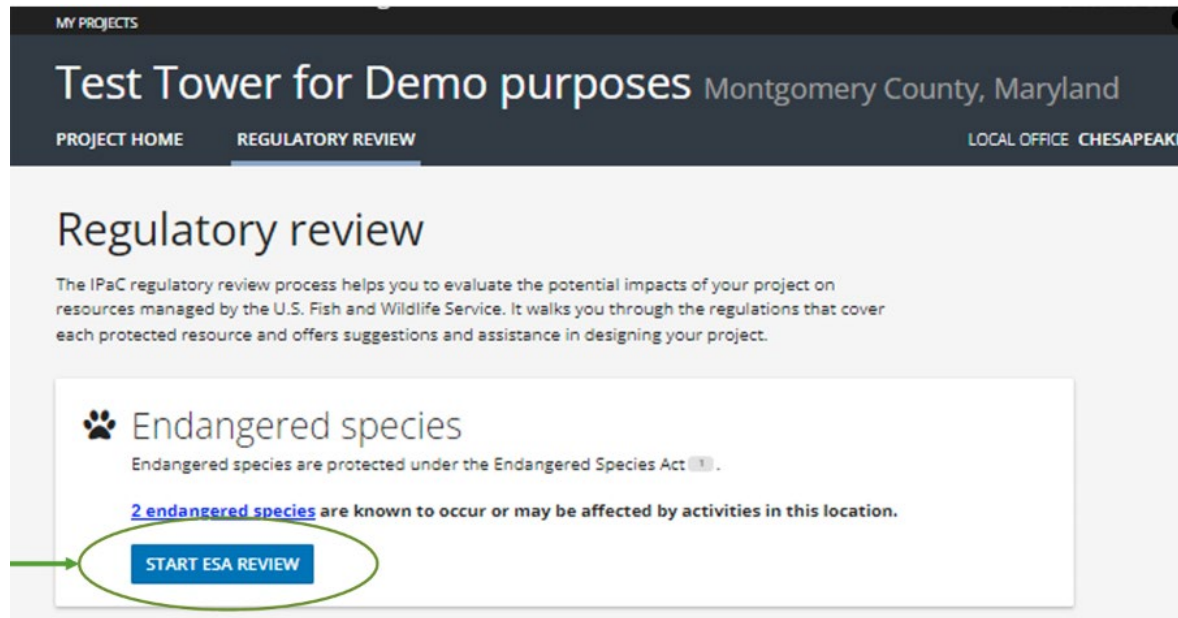 MY PROJECTS
Test Tower for Demo purposes Montgomery County, Maryland
PROJECT HOME REGULATORY REVIEW LOCAL OFFICE CHESAPEAK
Regulatory review
The IPaC regulatory review process helps you to evaluate the potential impacts of your project on
resources managed by the U.S. Fish and Wildlife Service. It walks you through the regulations that cover
each protected resource and offers suggestions and assistance in designing your project.
Endangered species
Endangered species are protected under the Endangered Species Act 1 .
2 endangered species are known to occur or may be affected by activities in this location.
START ESA REVIEW